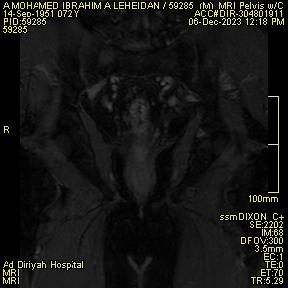 A MOHAMED IBRAHIM A LEHEIDAN / 59285 (M) MRI Pelvis w/C
14-Sep-1951 072Y ACC#DIR-304801911
PID:59285 06-Dec-2023 12:18 PM
59285
R
100mm
ssmDIXON_C+
SE:2202
IM:68
DFOV:300
3.5mm
EC:1
Ad Diriyah Hospital TE:0
MRI ET:70
MRI TR:5.29